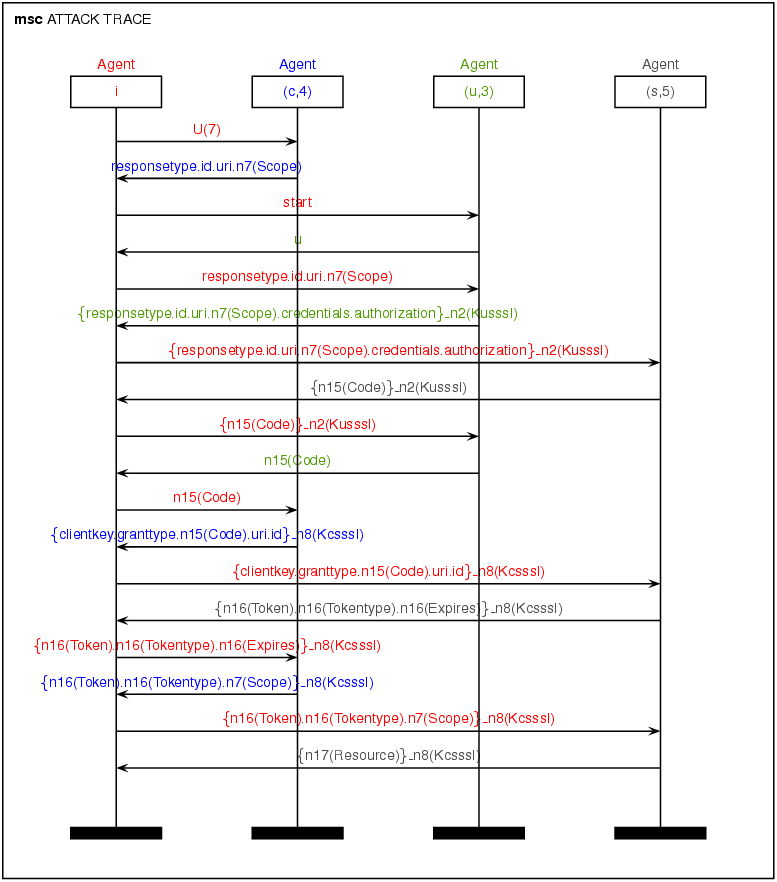 msc ATTACK TRACE
Agent Agent Agent Agent
i (c,4) (u,3) (s,5)
U(7)
responsetype.id.uri.n7(Scope)
start
u
responsetype.id.uri.n7(Scope)
{responsetype.id.uri.n7(Scope).credentials.authorization}_n2(Kusssl)
{responsetype.id.uri.n7(Scope).credentials.authorization}_n2(Kusssl)
{n15(Code)}_n2(Kusssl)
{n15(Code)}_n2(Kusssl)
n15(Code)
n15(Code)
{clientkey.granttype.n15(Code).uri.id}_n8(Kcsssl)
{clientkey.granttype.n15(Code).uri.id}_n8(Kcsssl)
{n16(Token).n16(Tokentype).n16(Expires)}_n8(Kcsssl)
{n16(Token).n16(Tokentype).n16(Expires)}_n8(Kcsssl)
{n16(Token).n16(Tokentype).n7(Scope)}_n8(Kcsssl)
{n16(Token).n16(Tokentype).n7(Scope)}_n8(Kcsssl)
{n17(Resource)}_n8(Kcsssl)